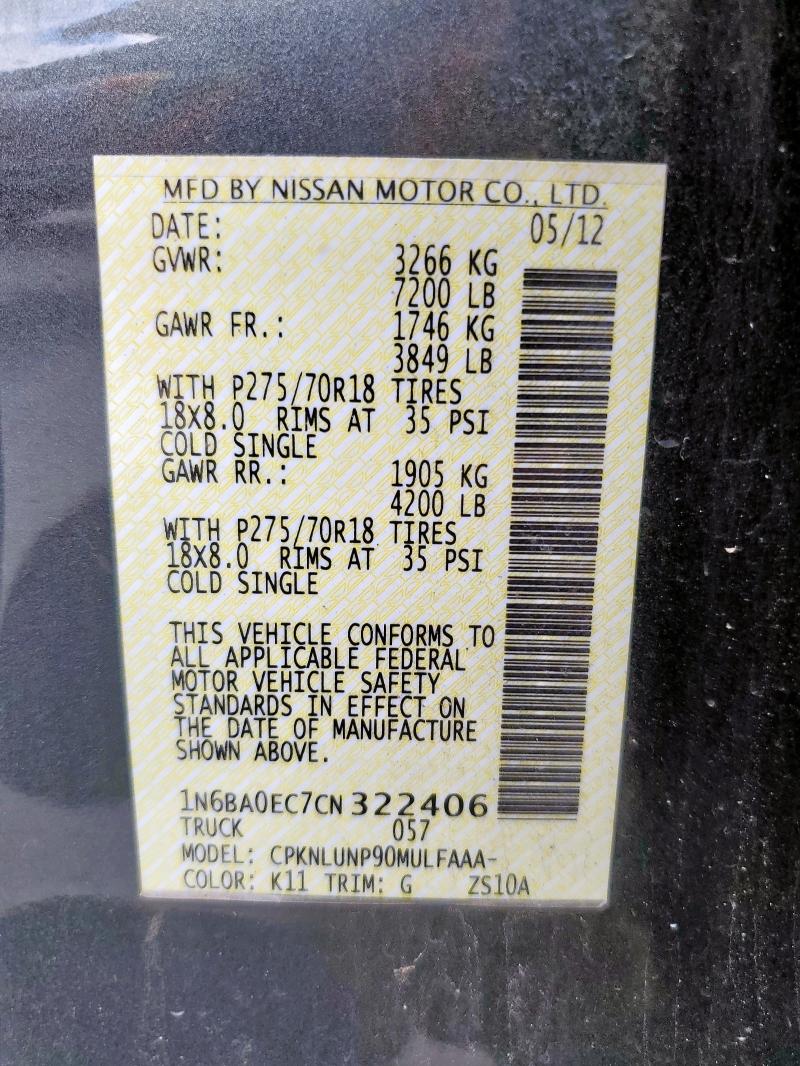 MFD BY NISSAN MOTOR CO., LTD.
DATE: 05/12
GVWR: 3266 KG
7200 LB
GAWR FR.: 1746 KG
3849 LB
WITH P275/70R18 TIRES
18X8.0 RIMS AT 35 PSI
COLD SINGLE
GAWR RR.: 1905 KG
4200 LB
WITH P275/70R18 TIRES
18X8.0 RIMS AT 35 PSI
COLD SINGLE
THIS VEHICLE CONFORMS TO
ALL APPLICABLE FEDERAL
MOTOR VEHICLE SAFETY
STANDARDS IN EFFECT ON
THE DATE OF MANUFACTURE
SHOWN ABOVE.
1N6BA0EC7CN322406
TRUCK 057
MODEL: CPKNLUNP90MULFAAA-
COLOR: K11 TRIM: G ZS10A